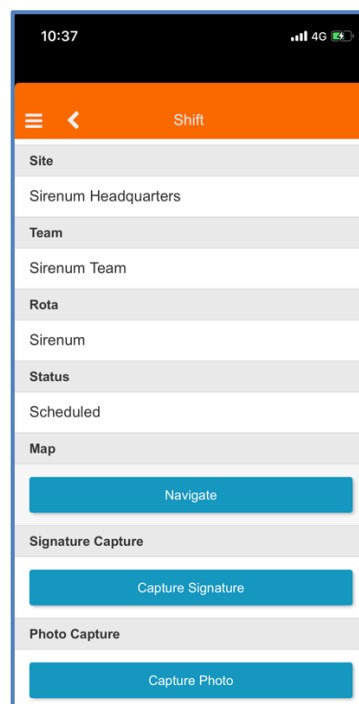 10:37 4G
Shift
Site
Sirenum Headquarters
Team
Sirenum Team
Rota
Sirenum
Status
Scheduled
Map
Navigate
Signature Capture
Capture Signature
Photo Capture
Capture Photo